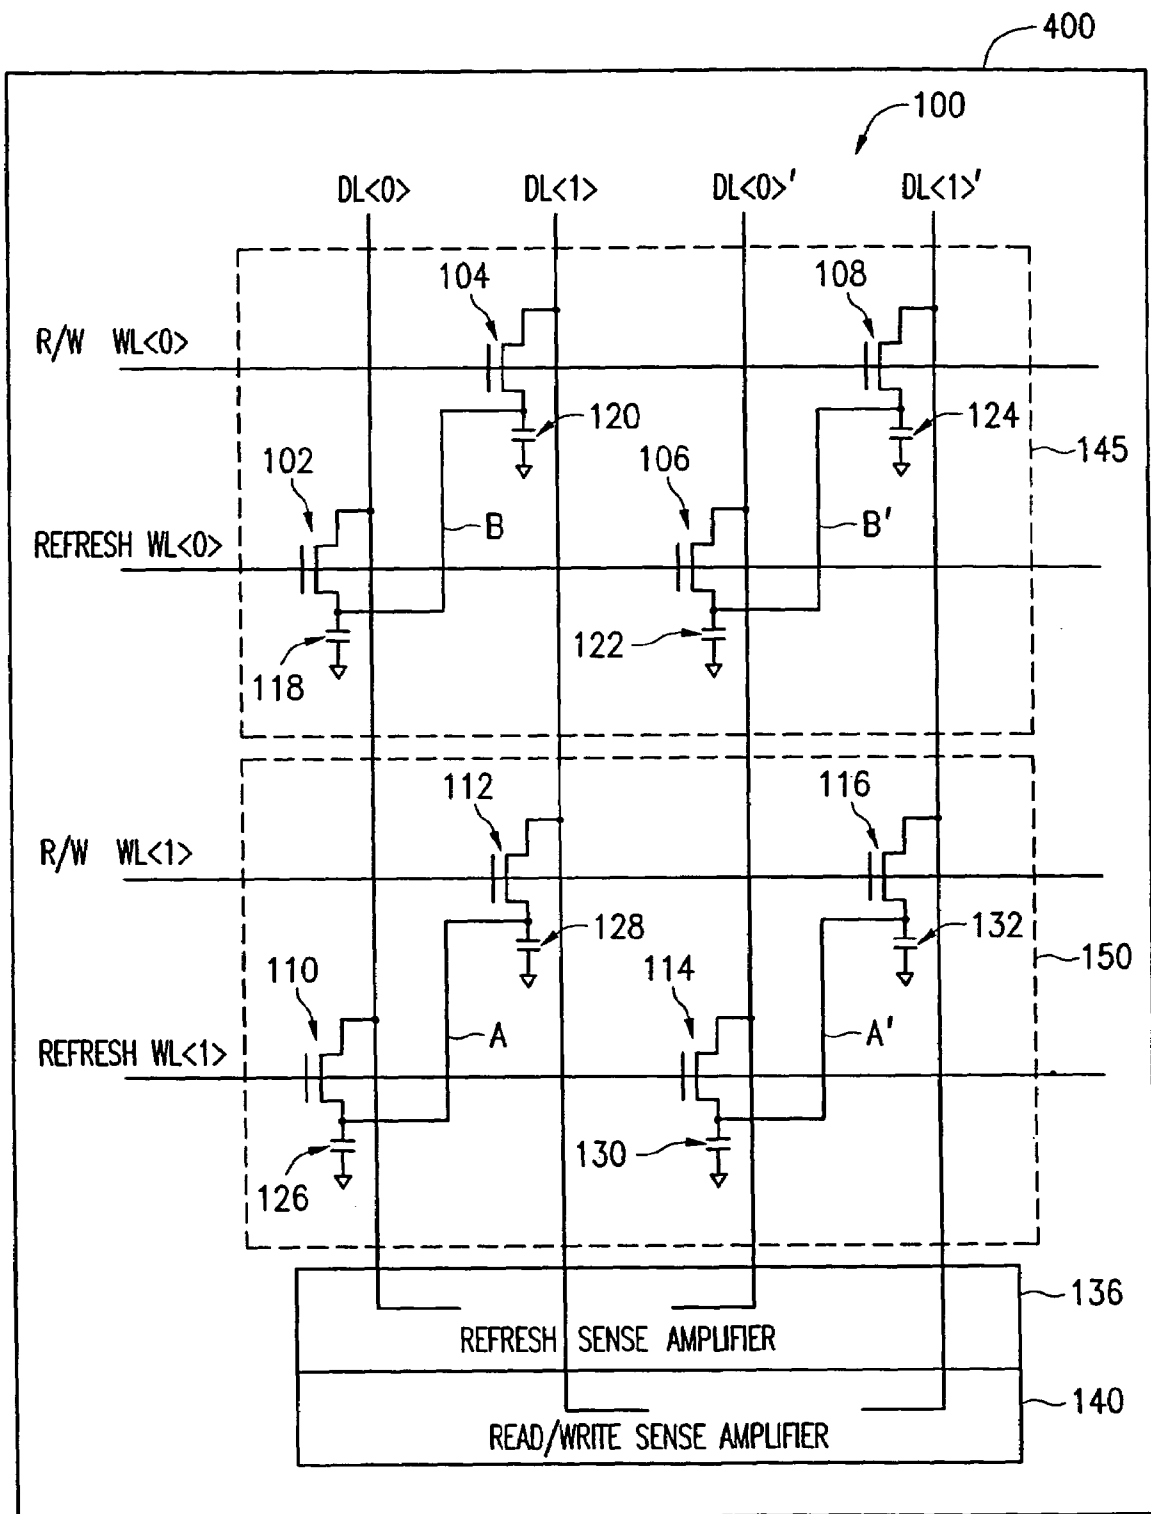 400
100
DL<0> DL<1> DL<0>' DL<1>'
104 108
R/W WL<0>
120 124
102 106 145
B B'
REFRESH WL<0>
122
118
112 116
R/W WL<1>
128 132
110 114 150
A A'
REFRESH WL<1>
130
126
136
REFRESH SENSE AMPLIFIER
140
READ/WRITE SENSE AMPLIFIER